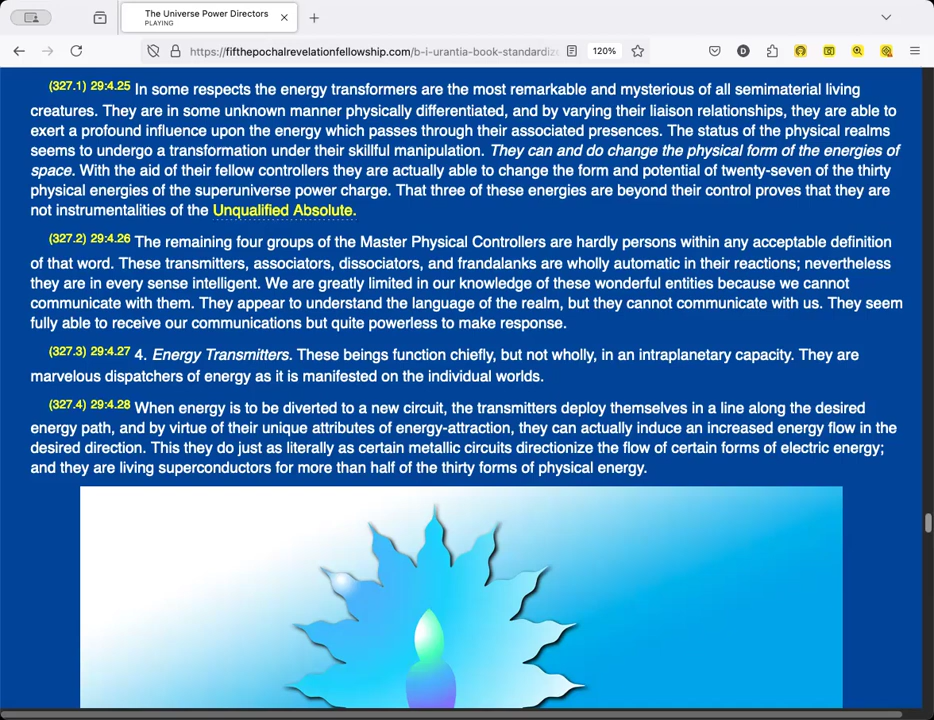 The Universe Power Directors
PLAYING
https://fifthepochalrevelationfellowship.com/b-i-urantia-book-standardize
120%
(327.1) 29:4.25 In some respects the energy transformers are the most remarkable and mysterious of all semimaterial living
creatures. They are in some unknown manner physically differentiated, and by varying their liaison relationships, they are able to
exert a profound influence upon the energy which passes through their associated presences. The status of the physical realms
seems to undergo a transformation under their skillful manipulation. They can and do change the physical form of the energies of
space. With the aid of their fellow controllers they are actually able to change the form and potential of twenty-seven of the thirty
physical energies of the superuniverse power charge. That three of these energies are beyond their control proves that they are
not instrumentalities of the Unqualified Absolute.
(327.2) 29:4.26 The remaining four groups of the Master Physical Controllers are hardly persons within any acceptable definition
of that word. These transmitters, associators, dissociators, and frandalanks are wholly automatic in their reactions; nevertheless
they are in every sense intelligent. We are greatly limited in our knowledge of these wonderful entities because we cannot
communicate with them. They appear to understand the language of the realm, but they cannot communicate with us. They seem
fully able to receive our communications but quite powerless to make response.
(327.3) 29:4.27 4. Energy Transmitters. These beings function chiefly, but not wholly, in an intraplanetary capacity. They are
marvelous dispatchers of energy as it is manifested on the individual worlds.
(327.4) 29:4.28 When energy is to be diverted to a new circuit, the transmitters deploy themselves in a line along the desired
energy path, and by virtue of their unique attributes of energy-attraction, they can actually induce an increased energy flow in the
desired direction. This they do just as literally as certain metallic circuits directionize the flow of certain forms of electric energy;
and they are living superconductors for more than half of the thirty forms of physical energy.